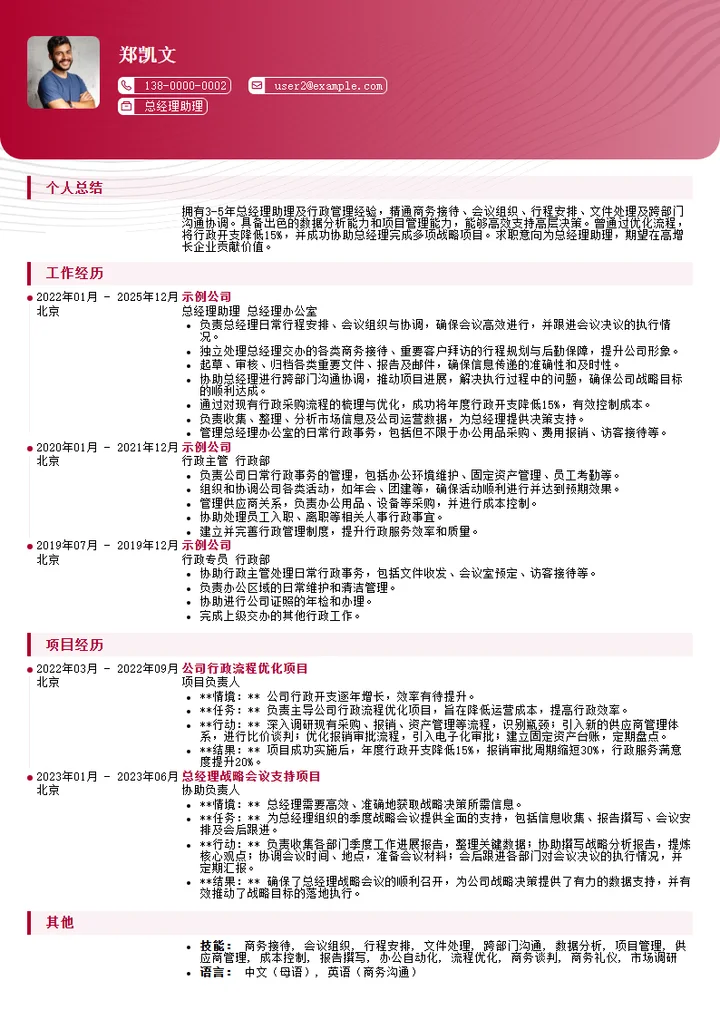 郑凯文
138-0000-0002 user2@example.com
总经理助理
个人总结
拥有3-5年总经理助理及行政管理经验，精通商务接待、会议组织、行程安排、文件处理及跨部门
沟通协调。具备出色的数据分析能力和项目管理能力，能够高效支持高层决策。曾通过优化流程，
将行政开支降低15%，并成功协助总经理完成多项战略项目。求职意向为总经理助理，期望在高增
长企业贡献价值。
工作经历
2022年01月 - 2025年12月 示例公司
北京 总经理助理 总经理办公室
• 负责总经理日常行程安排、会议组织与协调，确保会议高效进行，并跟进会议决议的执行情
况。
• 独立处理总经理交办的各类商务接待、重要客户拜访的行程规划与后勤保障，提升公司形象。
• 起草、审核、归档各类重要文件、报告及邮件，确保信息传递的准确性和及时性。
• 协助总经理进行跨部门沟通协调，推动项目进展，解决执行过程中的问题，确保公司战略目标
的顺利达成。
• 通过对现有行政采购流程的梳理与优化，成功将年度行政开支降低15%，有效控制成本。
• 负责收集、整理、分析市场信息及公司运营数据，为总经理提供决策支持。
• 管理总经理办公室的日常行政事务，包括但不限于办公用品采购、费用报销、访客接待等。
2020年01月 - 2021年12月 示例公司
北京 行政主管 行政部
• 负责公司日常行政事务的管理，包括办公环境维护、固定资产管理、员工考勤等。
• 组织和协调公司各类活动，如年会、团建等，确保活动顺利进行并达到预期效果。
• 管理供应商关系，负责办公用品、设备等采购，并进行成本控制。
• 协助处理员工入职、离职等相关人事行政事宜。
• 建立并完善行政管理制度，提升行政服务效率和质量。
2019年07月 - 2019年12月 示例公司
北京 行政专员 行政部
• 协助行政主管处理日常行政事务，包括文件收发、会议室预定、访客接待等。
• 负责办公区域的日常维护和清洁管理。
• 协助进行公司证照的年检和办理。
• 完成上级交办的其他行政工作。
项目经历
2022年03月 - 2022年09月 公司行政流程优化项目
北京 项目负责人
• **情境：** 公司行政开支逐年增长，效率有待提升。
• **任务：** 负责主导公司行政流程优化项目，旨在降低运营成本，提高行政效率。
• **行动：** 深入调研现有采购、报销、资产管理等流程，识别瓶颈；引入新的供应商管理体
系，进行比价谈判；优化报销审批流程，引入电子化审批；建立固定资产台账，定期盘点。
• **结果：** 项目成功实施后，年度行政开支降低15%，报销审批周期缩短30%，行政服务满意
度提升20%。
2023年01月 - 2023年06月 总经理战略会议支持项目
北京 协助负责人
• **情境：** 总经理需要高效、准确地获取战略决策所需信息。
• **任务：** 为总经理组织的季度战略会议提供全面的支持，包括信息收集、报告撰写、会议安
排及会后跟进。
• **行动：** 负责收集各部门季度工作进展报告，整理关键数据；协助撰写战略分析报告，提炼
核心观点；协调会议时间、地点，准备会议材料；会后跟进各部门对会议决议的执行情况，并
定期汇报。
• **结果：** 确保了总经理战略会议的顺利召开，为公司战略决策提供了有力的数据支持，并有
效推动了战略目标的落地执行。
其他
• 技能： 商务接待, 会议组织, 行程安排, 文件处理, 跨部门沟通, 数据分析, 项目管理, 供
应商管理, 成本控制, 报告撰写, 办公自动化, 流程优化, 商务谈判, 商务礼仪, 市场调研
• 语言： 中文（母语）, 英语（商务沟通）